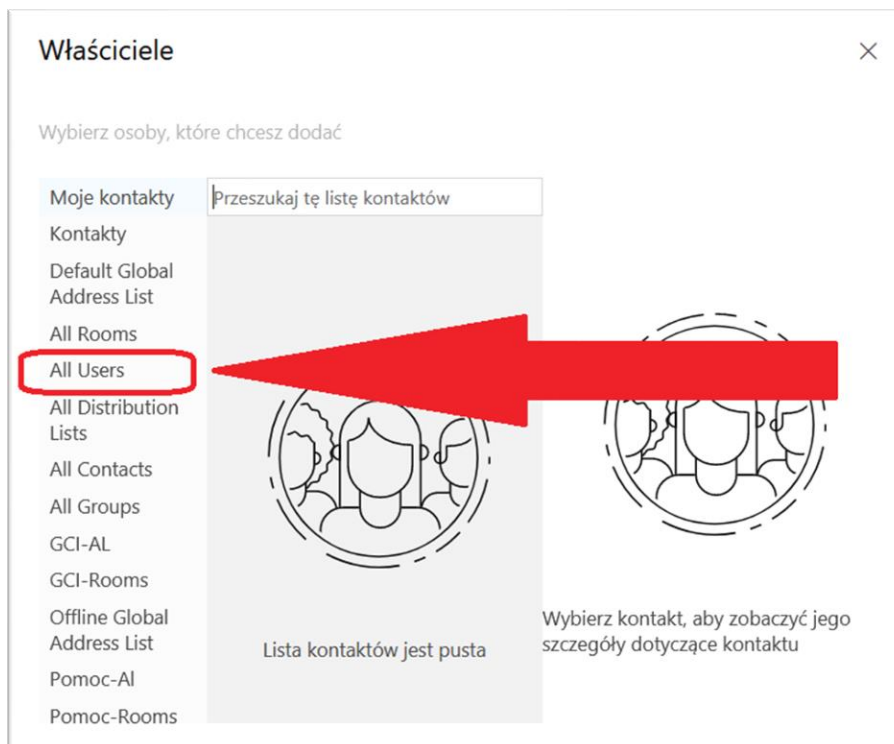 Właściciele
Wybierz osoby, które chcesz dodać
Moje kontakty
Przeszukaj tę listę kontaktów
Kontakty
Default Global
Address List
All Rooms
All Users
All Distribution
Lists
All Contacts
All Groups
GCI-AL
GCI-Rooms
Offline Global
Address List
Pomoc-Al
Pomoc-Rooms
Lista kontaktów jest pusta
Wybierz kontakt, aby zobaczyć jego
szczegóły dotyczące kontaktu